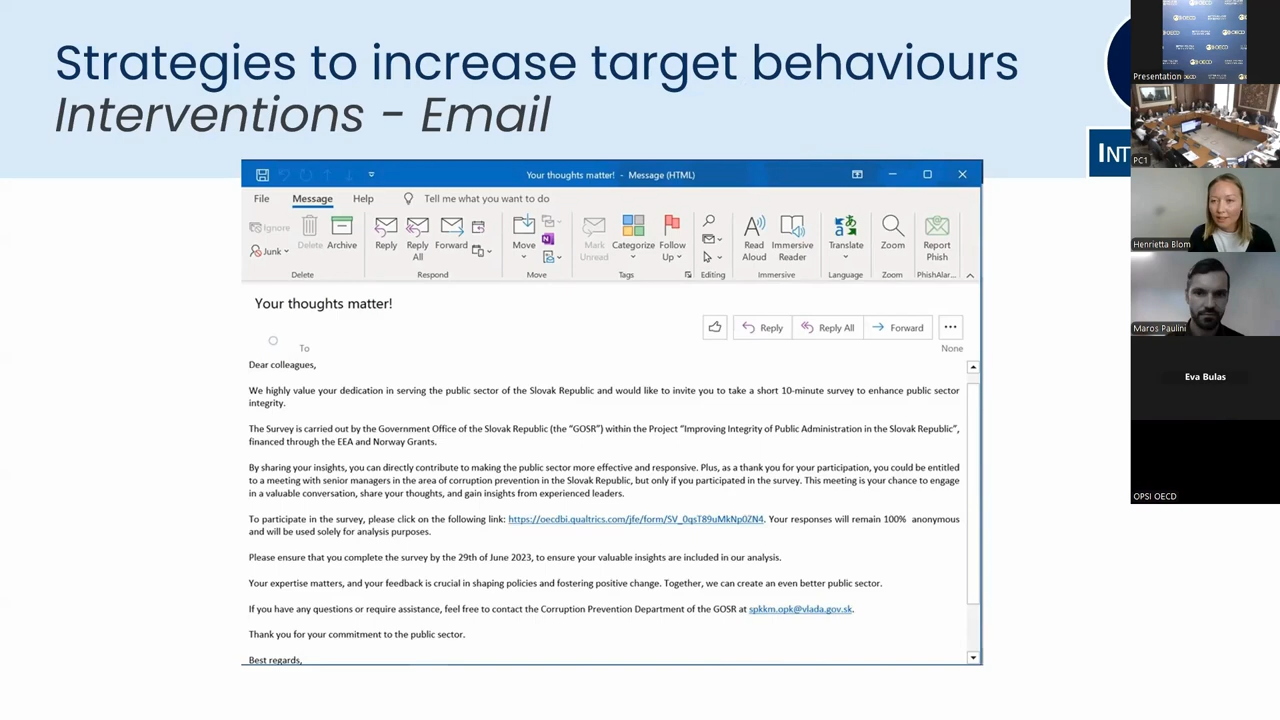 Strategies to increase target behaviours
Interventions - Email
INT
Your thoughts matter! - Message (HTML)
File Message Help Tell me what you want to do
Ignore
Junk
Delete
Archive
Reply
Reply All
Forward
Move
Mark Unread
Categorize
Follow Up
Read Aloud
Immersive Reader
Translate
Zoom
Report Phish
Delete Respond Move Tags Editing Immersive Language Zoom PhishAlar...
Your thoughts matter!
Reply Reply All Forward
To
None
Dear colleagues,
We highly value your dedication in serving the public sector of the Slovak Republic and would like to invite you to take a short 10-minute survey to enhance public sector
integrity.
The Survey is carried out by the Government Office of the Slovak Republic (the “GOSR”) within the Project “Improving Integrity of Public Administration in the Slovak Republic”,
financed through the EEA and Norway Grants.
By sharing your insights, you can directly contribute to making the public sector more effective and responsive. Plus, as a thank you for your participation, you could be entitled
to a meeting with senior managers in the area of corruption prevention in the Slovak Republic, but only if you participated in the survey. This meeting is your chance to engage
in a valuable conversation, share your thoughts, and gain insights from experienced leaders.
To participate in the survey, please click on the following link: https://oecdbi.qualtrics.com/jfe/form/SV_0qsT89uMkNp0ZN4. Your responses will remain 100% anonymous
and will be used solely for analysis purposes.
Please ensure that you complete the survey by the 29th of June 2023, to ensure your valuable insights are included in our analysis.
Your expertise matters, and your feedback is crucial in shaping policies and fostering positive change. Together, we can create an even better public sector.
If you have any questions or require assistance, feel free to contact the Corruption Prevention Department of the GOSR at spkkm.opk@vlada.gov.sk.
Thank you for your commitment to the public sector.
Best regards,
Presentation
PC1
Henrietta Blom
Maros Paulini
Eva Bulas
OPSI OECD